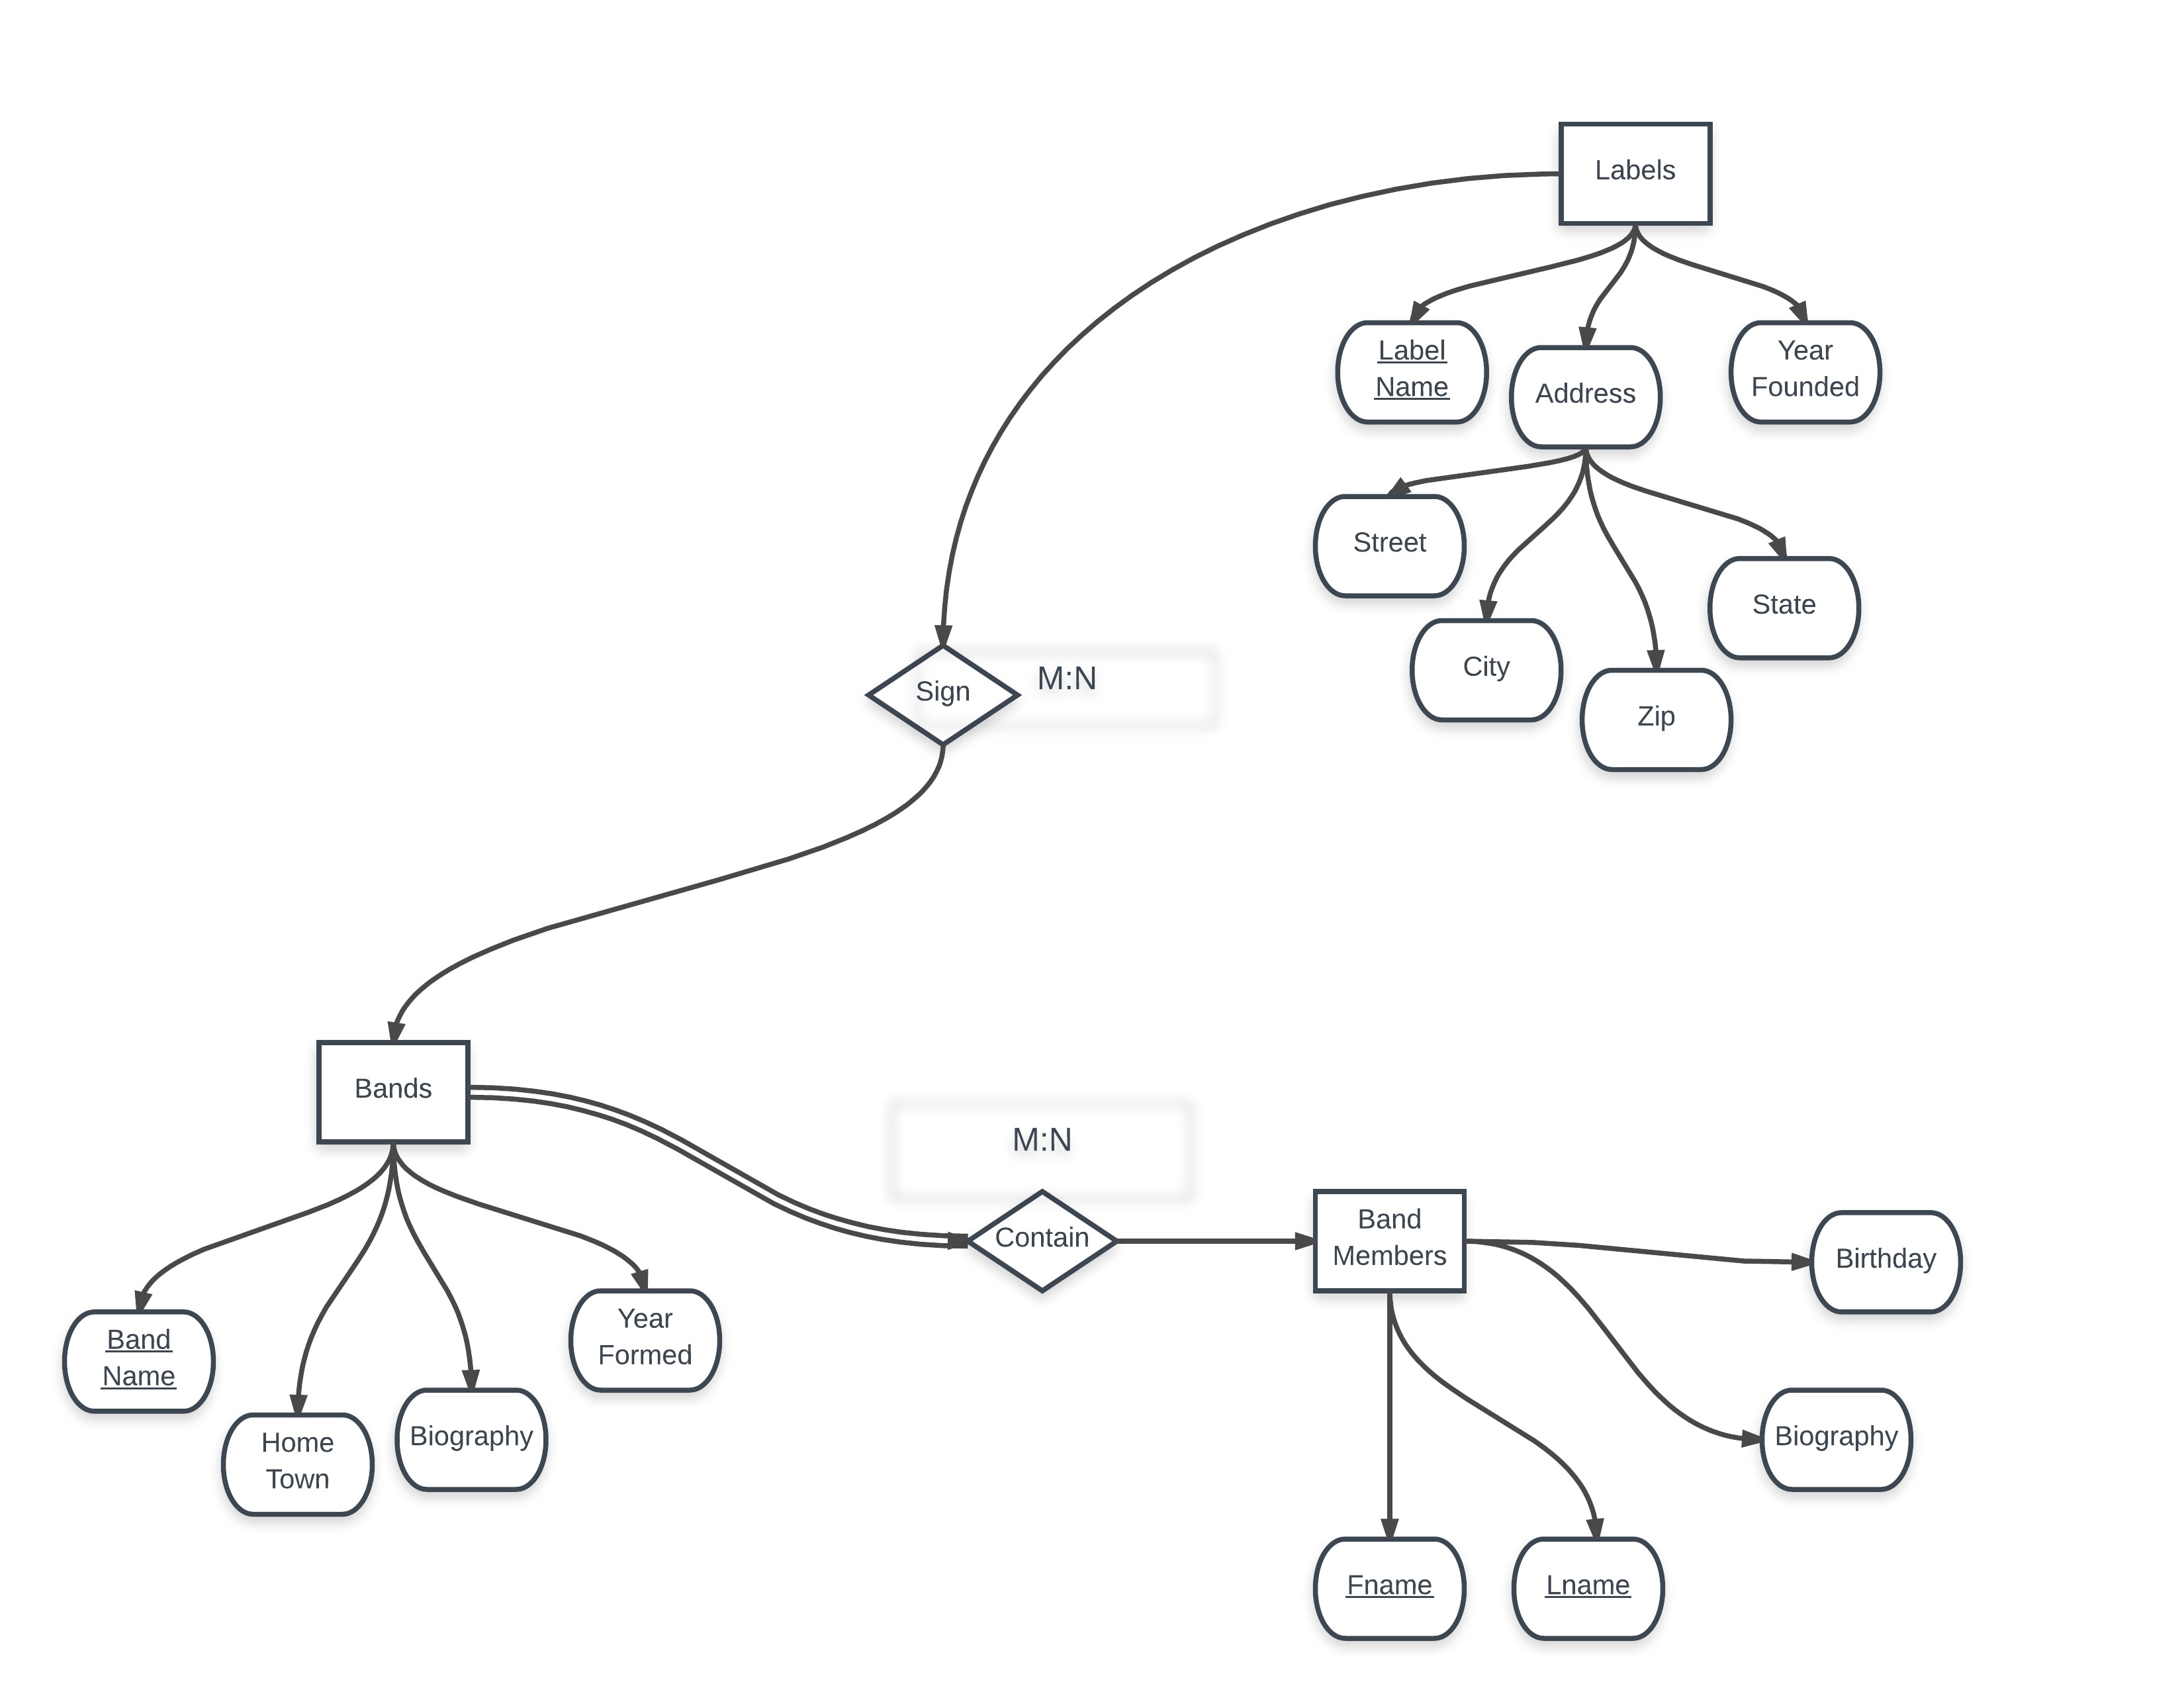 Labels
Label
Name
Address
Year
Founded
Street
City
Zip
State
Sign
M:N
Bands
M:N
Contain
Band
Members
Birthday
Biography
Fname
Lname
Band
Name
Home
Town
Biography
Year
Formed